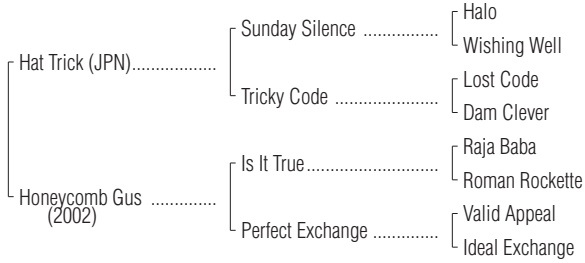 Halo
Sunday Silence ................
Wishing Well
Hat Trick (JPN)..................
Lost Code
Tricky Code ......................
Dam Clever
Raja Baba
Is It True............................
Roman Rockette
Honeycomb Gus ..............
(2002)
Valid Appeal
Perfect Exchange ..............
Ideal Exchange